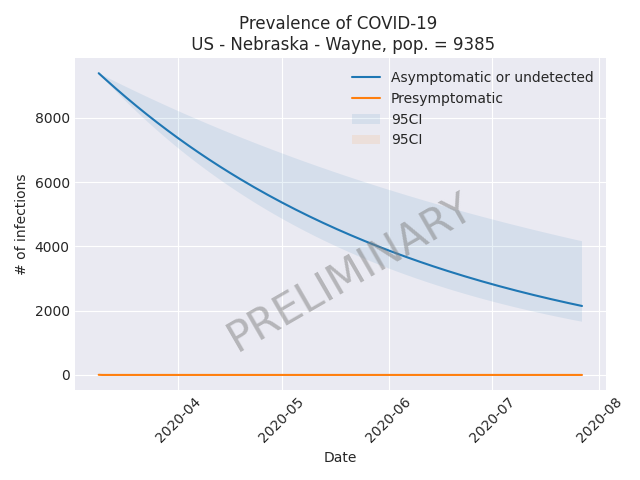 Prevalence of COVID-19
US - Nebraska - Wayne, pop. = 9385
Asymptomatic or undetected
Presymptomatic
95CI
95CI
8000
6000
4000
2000
0
# of infections
PRELIMINARY
2020-04
2020-05
2020-06
2020-07
2020-08
Date